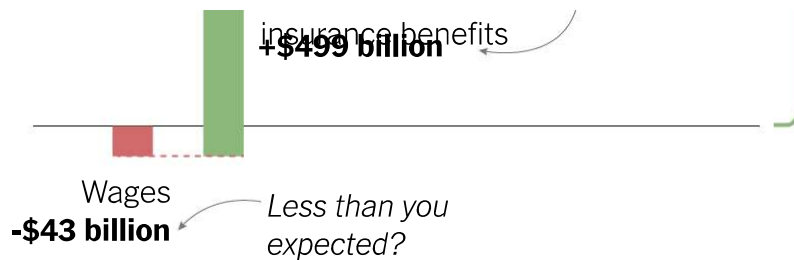 insurance benefits
+$499 billion
Wages
-$43 billion
Less than you
expected?